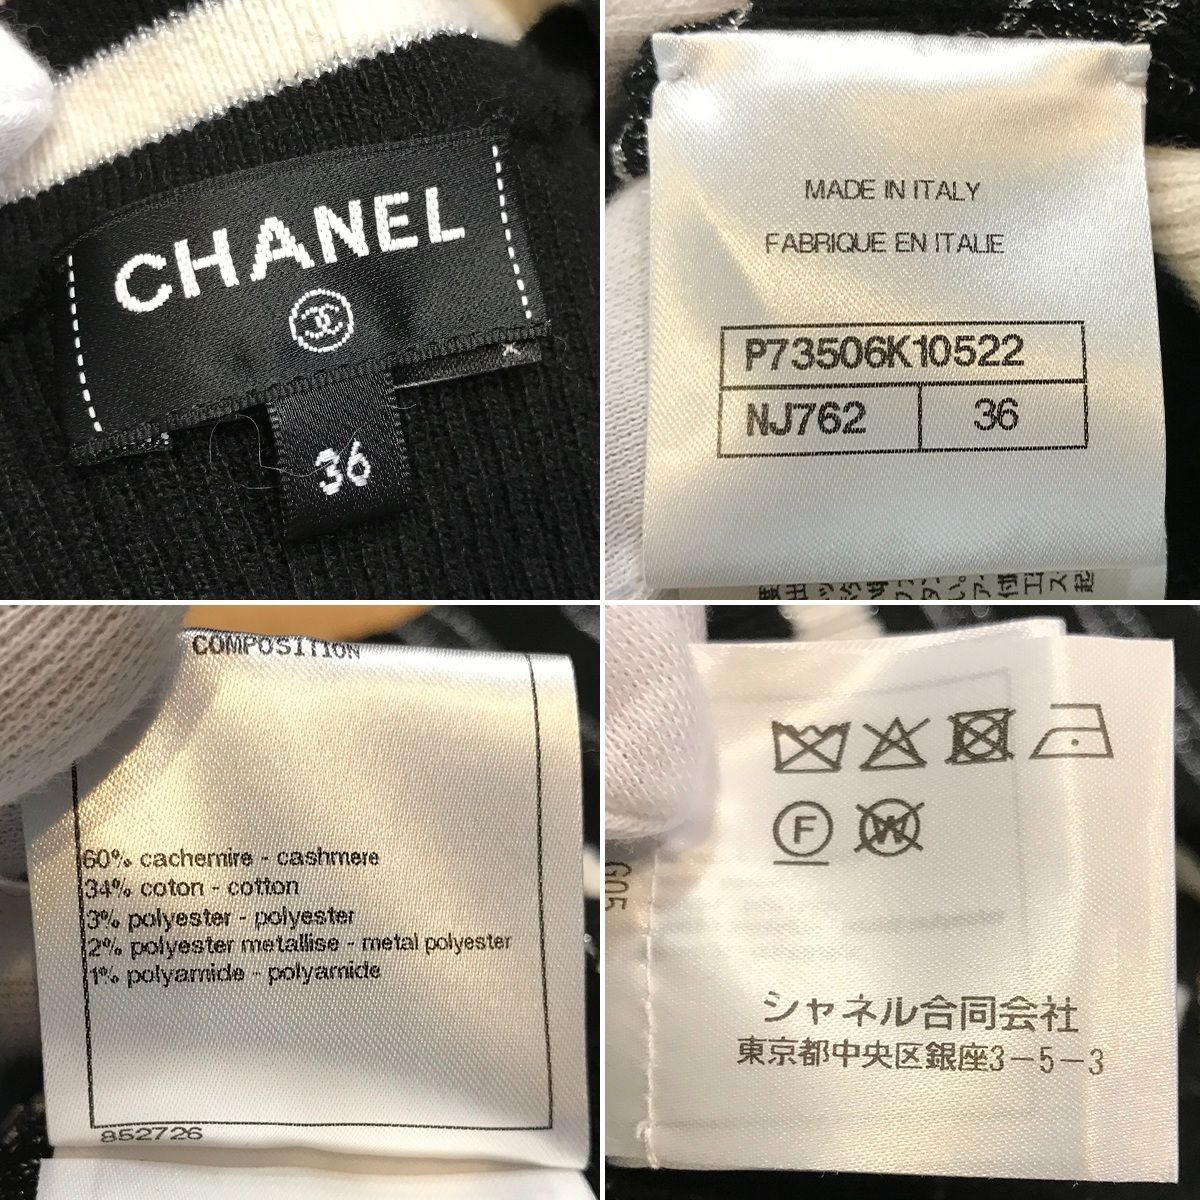 CHANEL
36
MADE IN ITALY
FABRIQUE EN ITALIE
P73506K10522
NJ762 36
COMPOSITION
60% cachemire - cashmere
34% coton - cotton
3% polyester - polyester
2% polyester metallise - metal polyester
1% polyamide - polyamide
852726
F
W
G05
シャネル合同会社
東京都中央区銀座3-5-3